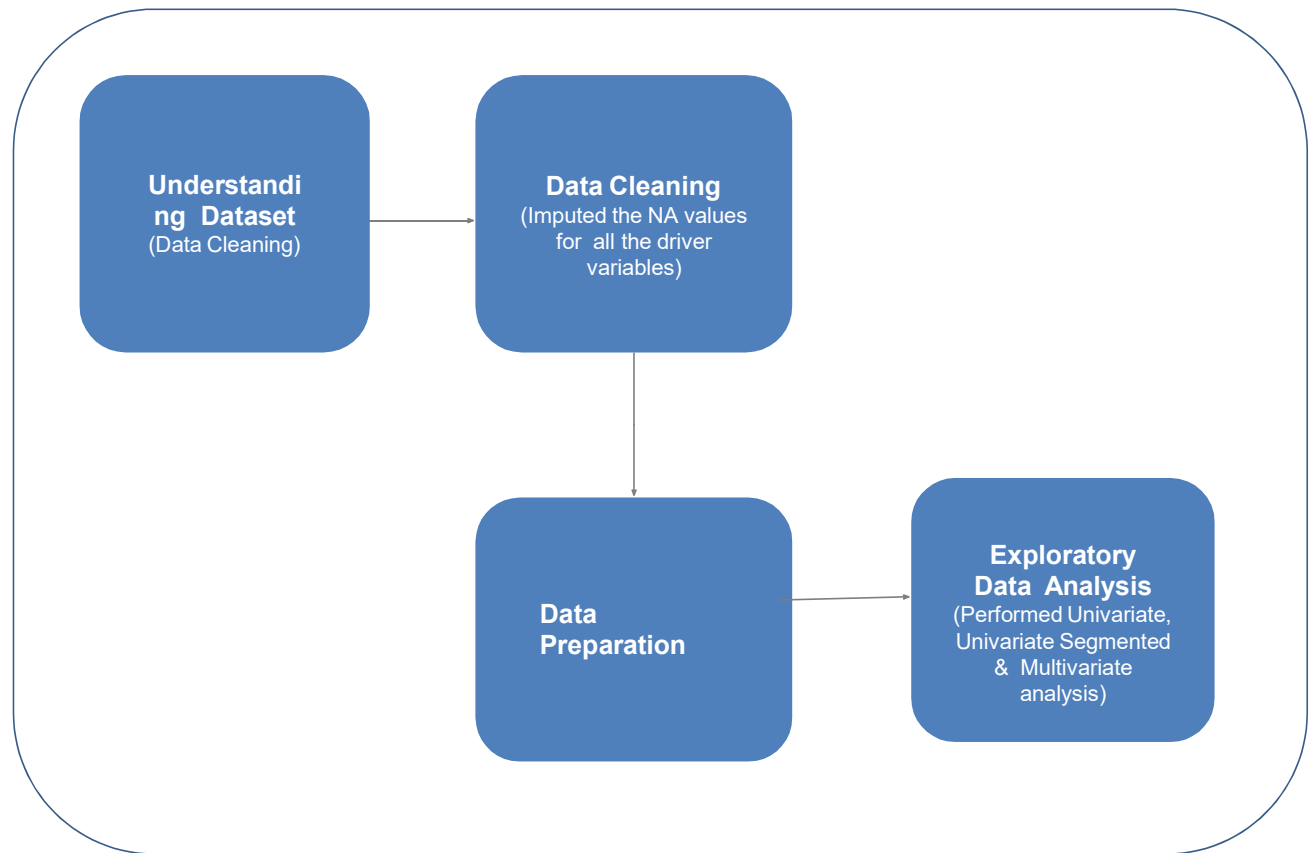 Understandi
ng Dataset
(Data Cleaning)
Data Cleaning
(Imputed the NA values
for all the driver
variables)
Data
Preparation
Exploratory
Data Analysis
(Performed Univariate,
Univariate Segmented
& Multivariate
analysis)